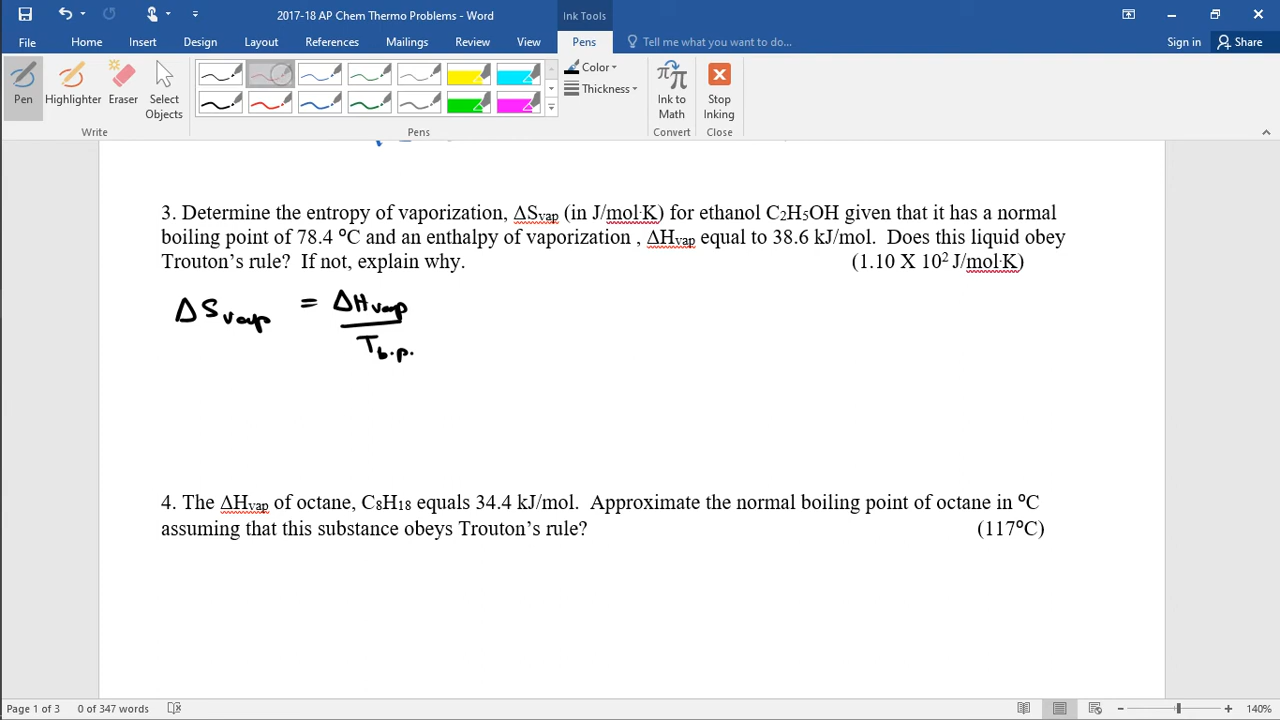 2017-18 AP Chem Thermo Problems - Word
Ink Tools
File Home Insert Design Layout References Mailings Review View Pens Tell me what you want to do... Sign in Share
Pen Highlighter Eraser Select Objects
Color
Thickness
Ink to Math
Stop Inking
Write Pens Convert Close
3. Determine the entropy of vaporization, ΔSvap (in J/mol·K) for ethanol C₂H₅OH given that it has a normal
boiling point of 78.4 ⁰C and an enthalpy of vaporization , ΔHvap equal to 38.6 kJ/mol. Does this liquid obey
Trouton's rule? If not, explain why. (1.10 X 10² J/mol·K)
ΔSvap = ΔHvap
Tb.p.
4. The ΔHvap of octane, C₈H₁₈ equals 34.4 kJ/mol. Approximate the normal boiling point of octane in ⁰C
assuming that this substance obeys Trouton's rule? (117⁰C)
Page 1 of 3 0 of 347 words 140%